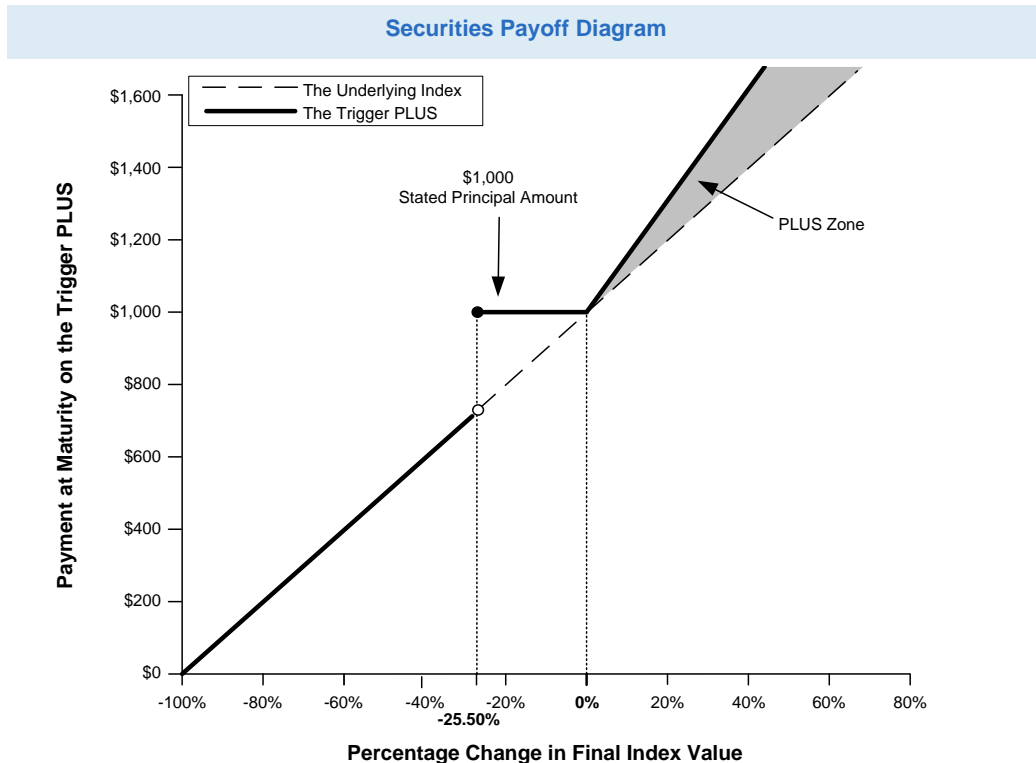 Securities Payoff Diagram
The Underlying Index
The Trigger PLUS
$1,600
$1,400
$1,200
$1,000
$800
$600
$400
$200
$0
Payment at Maturity on the Trigger PLUS
$1,000
Stated Principal Amount
PLUS Zone
-100% -80% -60% -40% -20% 0% 20% 40% 60% 80%
-25.50%
Percentage Change in Final Index Value